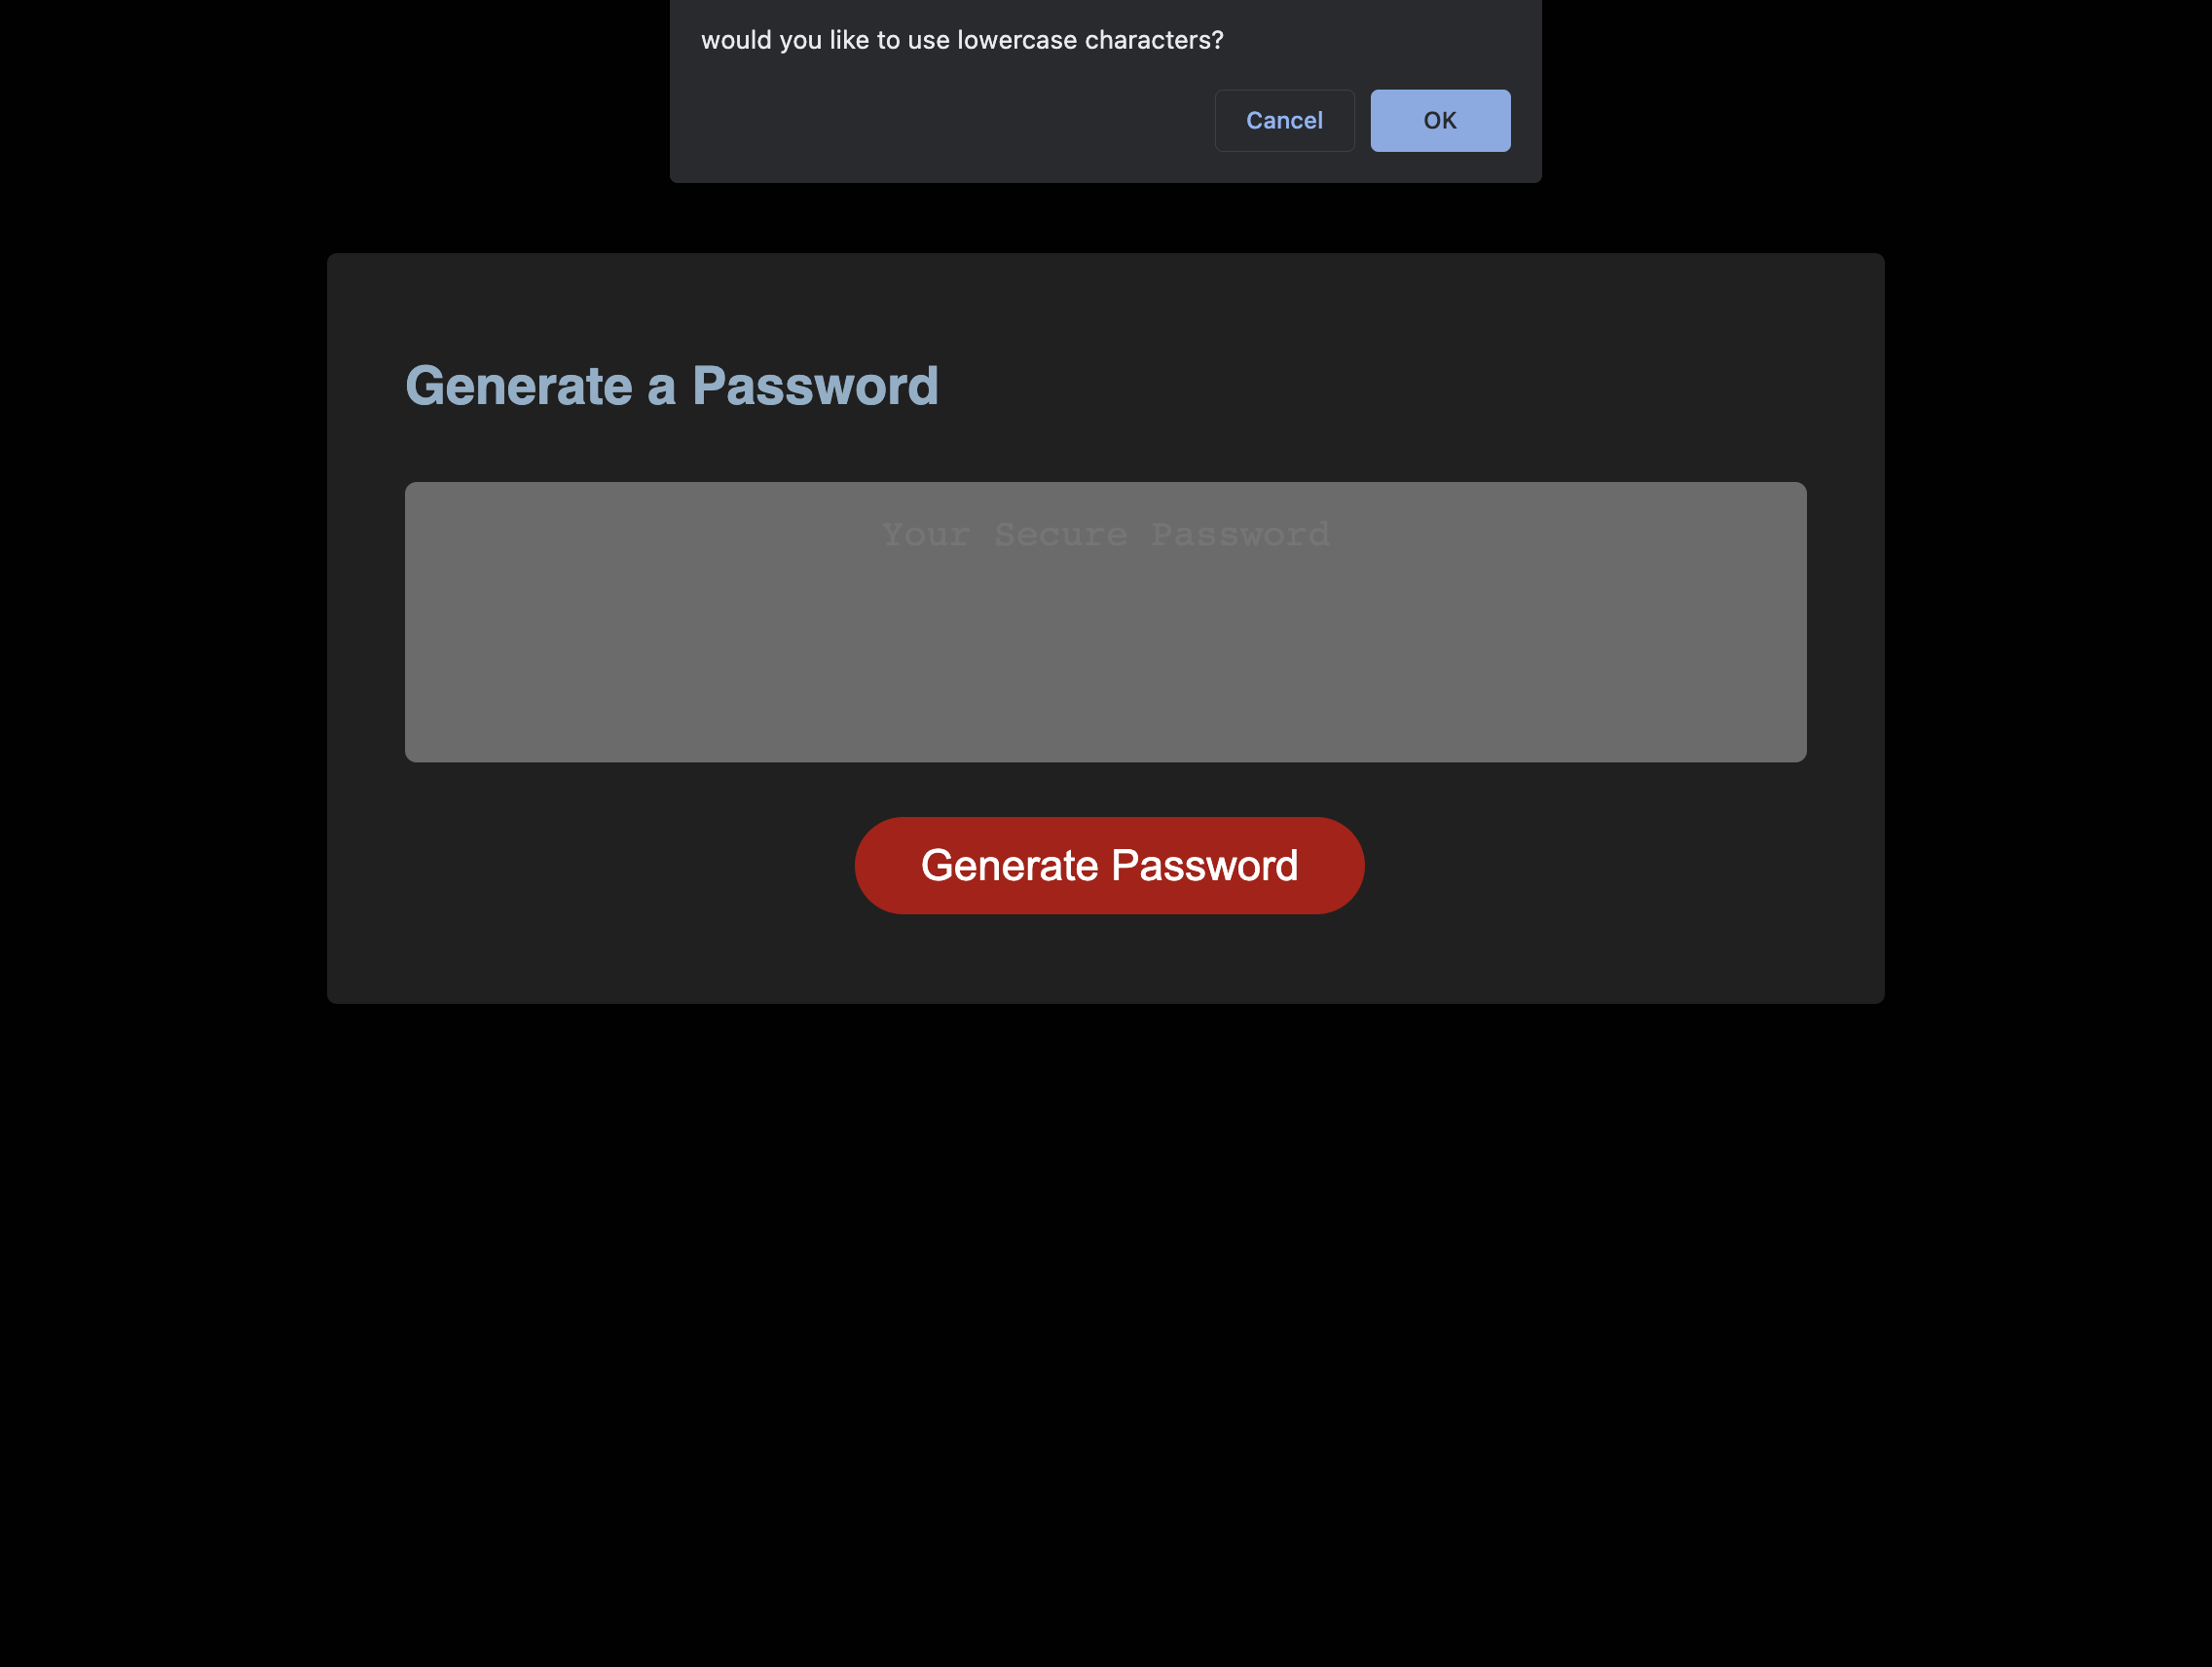 would you like to use lowercase characters?
Cancel
OK
Generate a Password
Your Secure Password
Generate Password